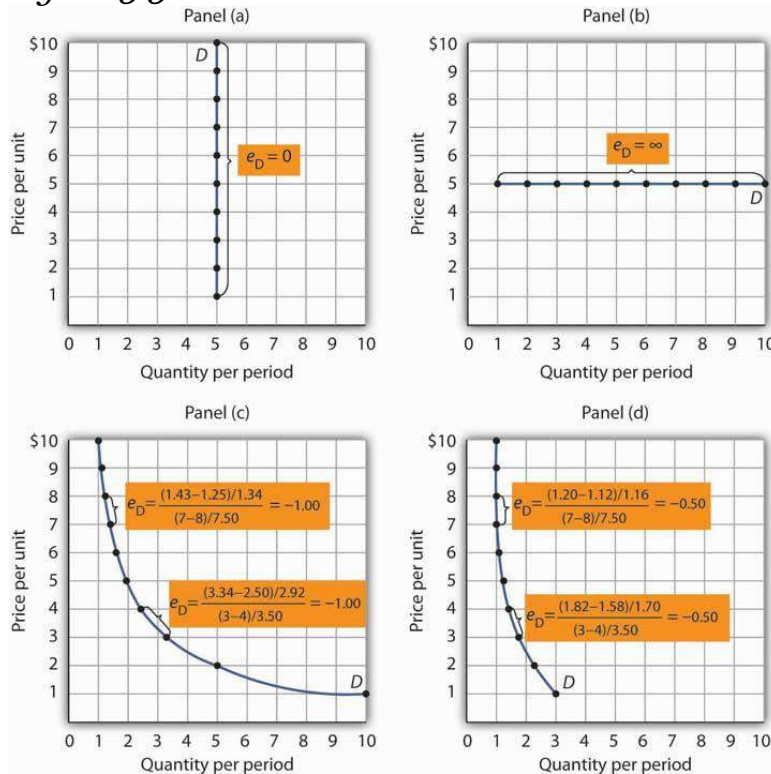 Panel (a)
$10
9
8
7
6
5
4
3
2
1
D
e_D = 0
Price per unit
0 1 2 3 4 5 6 7 8 9 10
Quantity per period
Panel (b)
$10
9
8
7
6
5
4
3
2
1
e_D = ∞
D
Price per unit
0 1 2 3 4 5 6 7 8 9 10
Quantity per period
Panel (c)
$10
9
8
7
6
5
4
3
2
1
e_D = (1.43–1.25)/1.34 / (7–8)/7.50 = –1.00
e_D = (3.34–2.50)/2.92 / (3–4)/3.50 = –1.00
D
Price per unit
0 1 2 3 4 5 6 7 8 9 10
Quantity per period
Panel (d)
$10
9
8
7
6
5
4
3
2
1
e_D = (1.20–1.12)/1.16 / (7–8)/7.50 = –0.50
e_D = (1.82–1.58)/1.70 / (3–4)/3.50 = –0.50
D
Price per unit
0 1 2 3 4 5 6 7 8 9 10
Quantity per period